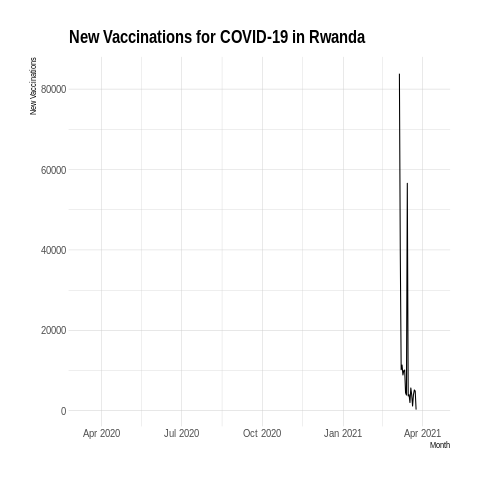 New Vaccinations for COVID-19 in Rwanda
New Vaccinations
80000
60000
40000
20000
0
Apr 2020 Jul 2020 Oct 2020 Jan 2021 Apr 2021
Month